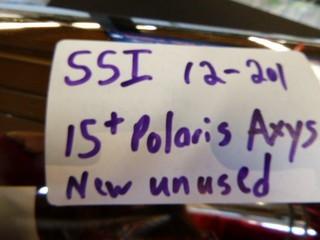 SSI 12-201
15+ Polaris Axys
New unused